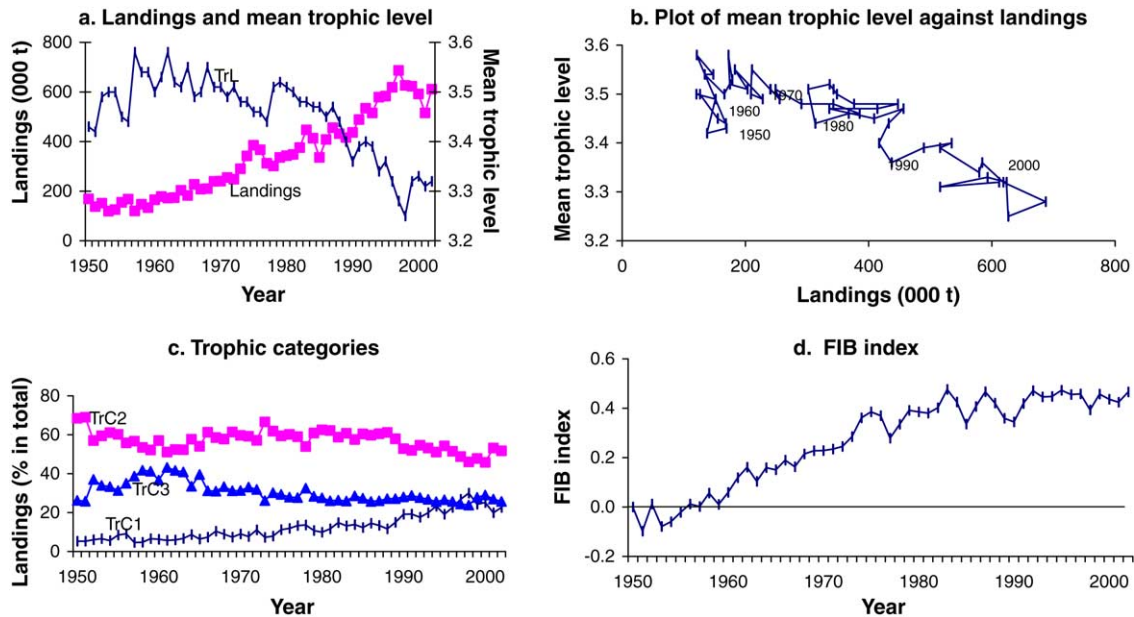 a. Landings and mean trophic level
Landings (000 t)
800
600
400
200
0
TrL
Landings
3.6
3.5
3.4
3.3
3.2
Mean trophic level
1950 1960 1970 1980 1990 2000
Year
b. Plot of mean trophic level against landings
Mean trophic level
3.6
3.5
3.4
3.3
3.2
1970
1960
1950
1980
1990
2000
0 200 400 600 800
Landings (000 t)
c. Trophic categories
Landings (% in total)
80
60
40
20
0
TrC2
TrC3
TrC1
1950 1960 1970 1980 1990 2000
Year
d. FIB index
FIB index
0.6
0.4
0.2
0.0
-0.2
1950 1960 1970 1980 1990 2000
Year